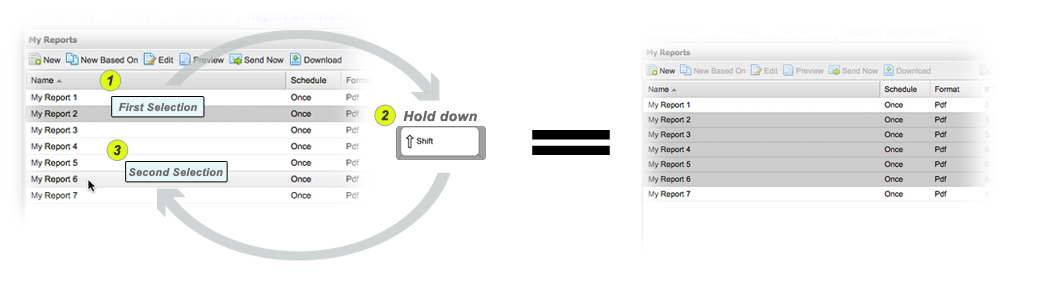 My Reports
New New Based On Edit Preview Send Now Download
Name Schedule
1
My Report 1 Once Pdf
First Selection
My Report 2 Once Pdf
2 Hold down
My Report 3 Once Pdf
Shift
3
My Report 4 Once Pdf
My Report 5 Once Pdf
Second Selection
My Report 6 Once Pdf
My Report 7 Once Pdf
My Reports
New New Based On Edit Preview Send Now Download
Name Schedule Format
My Report 1 Once Pdf
My Report 2 Once Pdf
My Report 3 Once Pdf
My Report 4 Once Pdf
My Report 5 Once Pdf
My Report 6 Once Pdf
My Report 7 Once Pdf